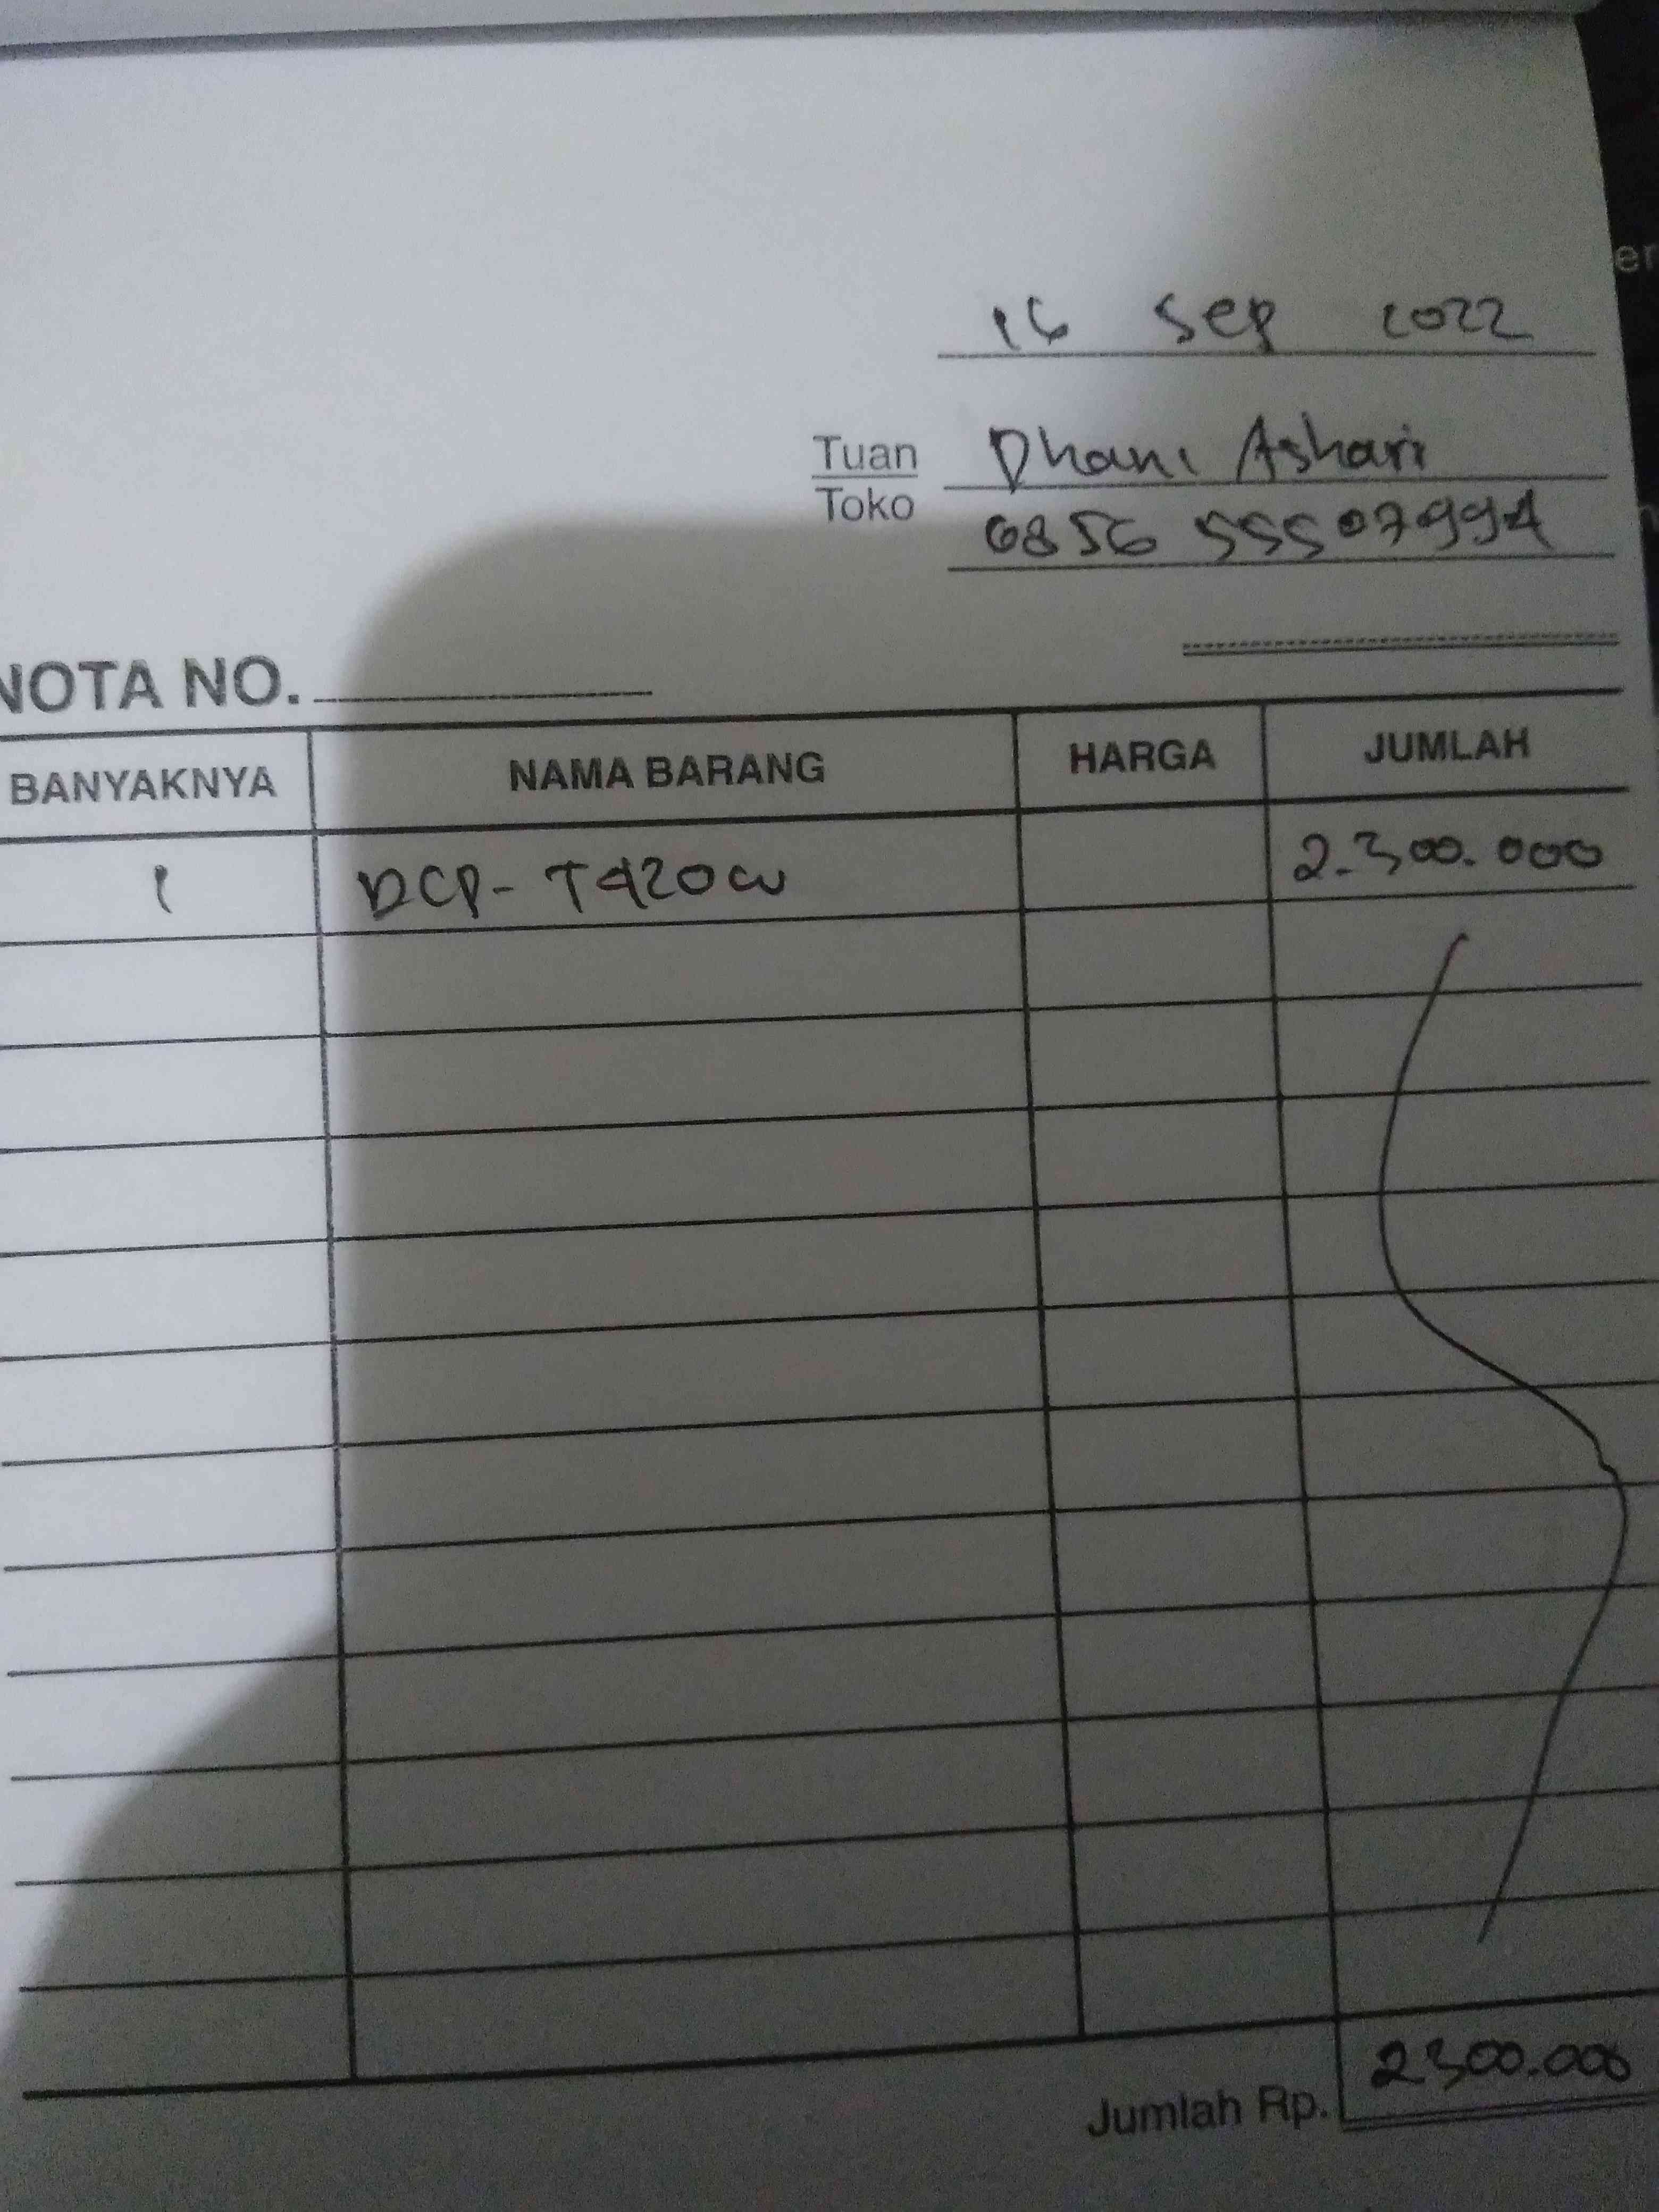 16 Sep 2022
Tuan Dhani Ashari
Toko 0856 55507994
NOTA NO.
BANYAKNYA NAMA BARANG HARGA JUMLAH
1 DCP-T420W 2.300.000
Jumlah Rp. 2300.000